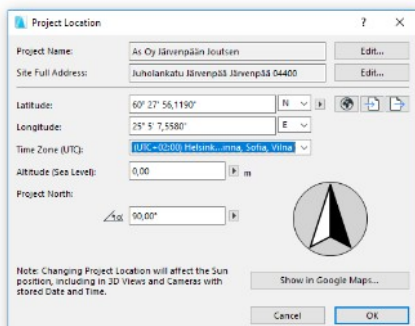 Project Location
? ×
Project Name: As Oy Järvenpään Joutsen Edit...
Site Full Address: Juholankatu Järvenpää Järvenpää 04400 Edit...
Latitude: 60° 27' 56,1190" N
Longitude: 25° 5' 7,5580" E
Time Zone (UTC): (UTC+02:00) Helsink...inna, Sofia, Vilna
Altitude (Sea Level): 0,00 m
Project North:
90,00°
Note: Changing Project Location will affect the Sun
position, including in 3D Views and Cameras with
stored Date and Time.
Show in Google Maps...
Cancel OK